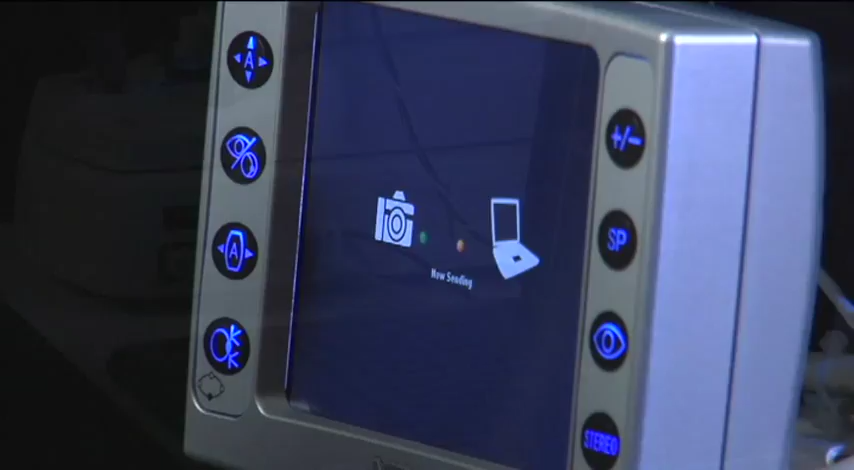 A
A
+/-
SP
STEREO
Now Sending